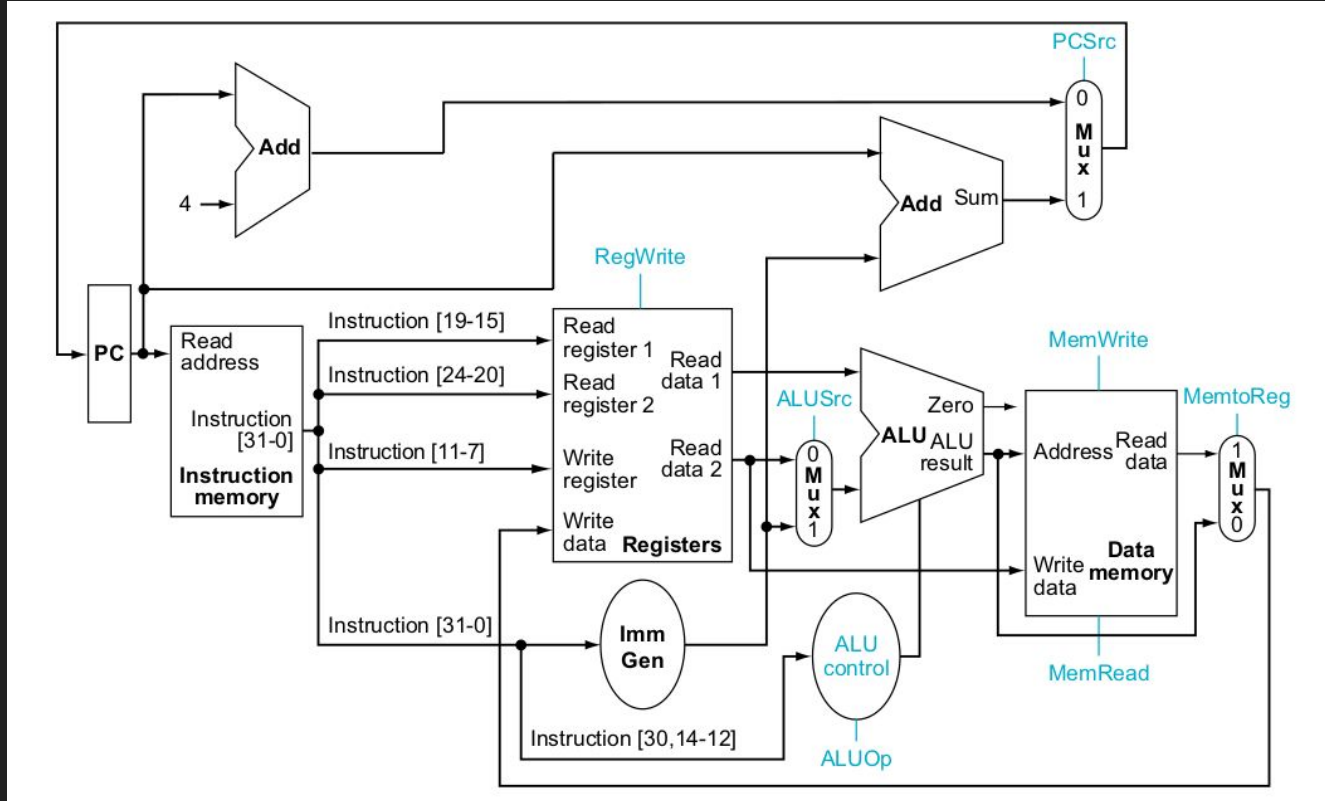 PCSrc
0
M
u
x
1
Add
4
Add Sum
RegWrite
PC
Read
address
Instruction
[31-0]
Instruction
memory
Instruction [19-15]
Instruction [24-20]
Instruction [11-7]
Instruction [31-0]
Read
register 1
Read
register 2
Write
register
Write
data
Read
data 1
Read
data 2
Registers
ALUSrc
0
M
u
x
1
Zero
ALU
ALU
result
MemWrite
Address
Read
data
Write
data
Data
memory
MemRead
MemtoReg
1
M
u
x
0
Imm
Gen
ALU
control
Instruction [30,14-12]
ALUOp